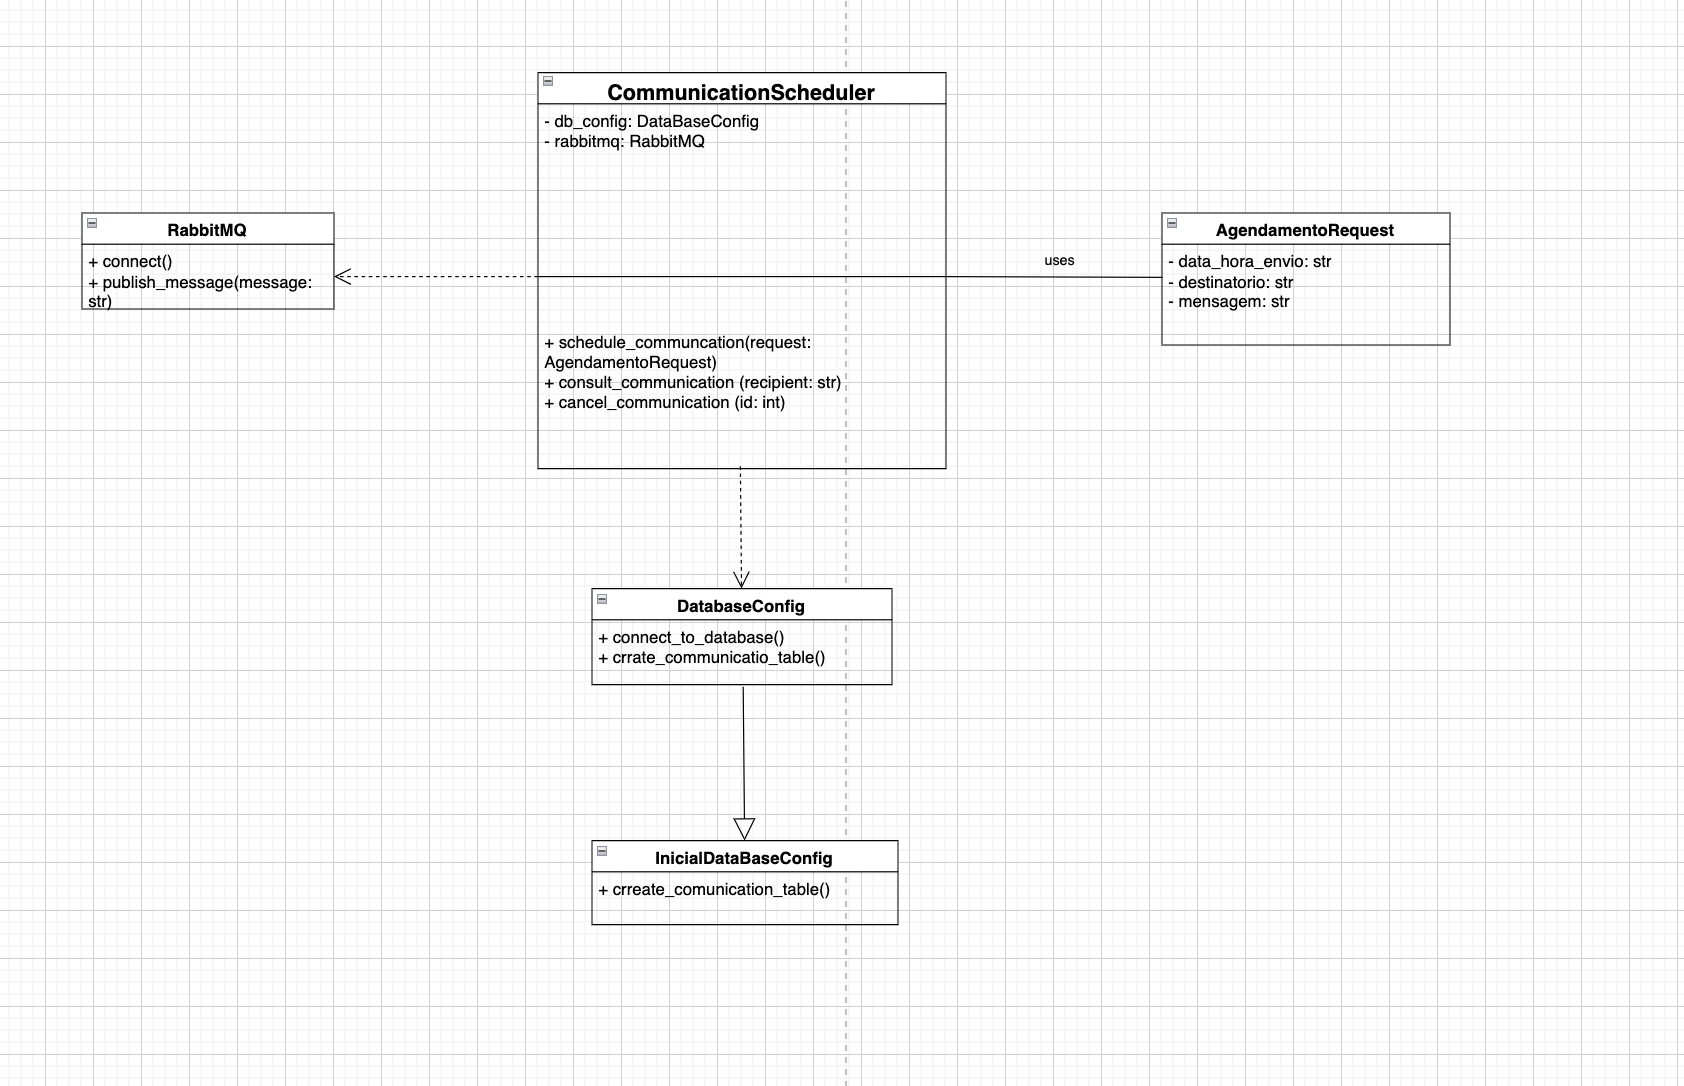 CommunicationScheduler
- db_config: DataBaseConfig
- rabbitmq: RabbitMQ
+ schedule_communcation(request:
AgendamentoRequest)
+ consult_communication (recipient: str)
+ cancel_communication (id: int)
RabbitMQ
+ connect()
+ publish_message(message:
str)
uses
AgendamentoRequest
- data_hora_envio: str
- destinatorio: str
- mensagem: str
DatabaseConfig
+ connect_to_database()
+ crrate_communicatio_table()
InicialDataBaseConfig
+ crreate_comunication_table()